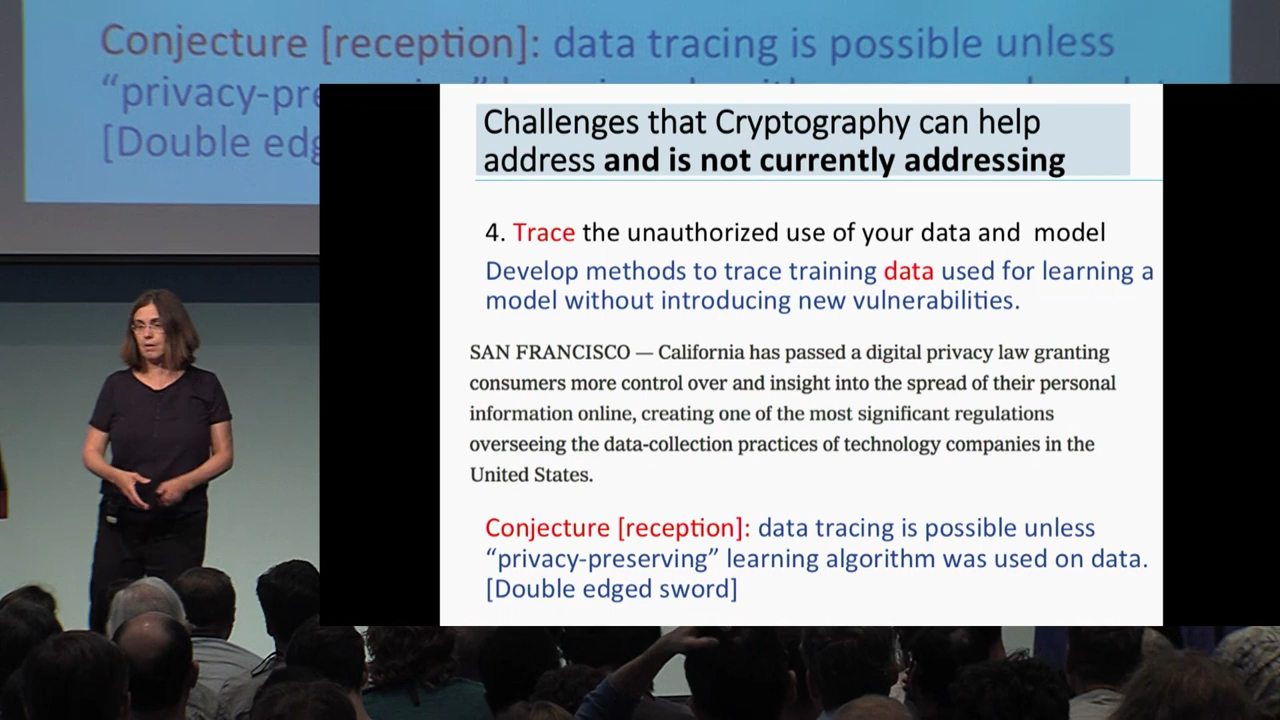 Conjecture [reception]: data tracing is possible unless
“privacy-pre
[Double edg
Challenges that Cryptography can help
address and is not currently addressing
4. Trace the unauthorized use of your data and model
Develop methods to trace training data used for learning a
model without introducing new vulnerabilities.
SAN FRANCISCO — California has passed a digital privacy law granting
consumers more control over and insight into the spread of their personal
information online, creating one of the most significant regulations
overseeing the data-collection practices of technology companies in the
United States.
Conjecture [reception]: data tracing is possible unless
“privacy-preserving” learning algorithm was used on data.
[Double edged sword]